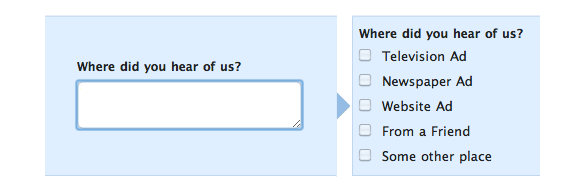 Where did you hear of us?
Where did you hear of us?
Television Ad
Newspaper Ad
Website Ad
From a Friend
Some other place